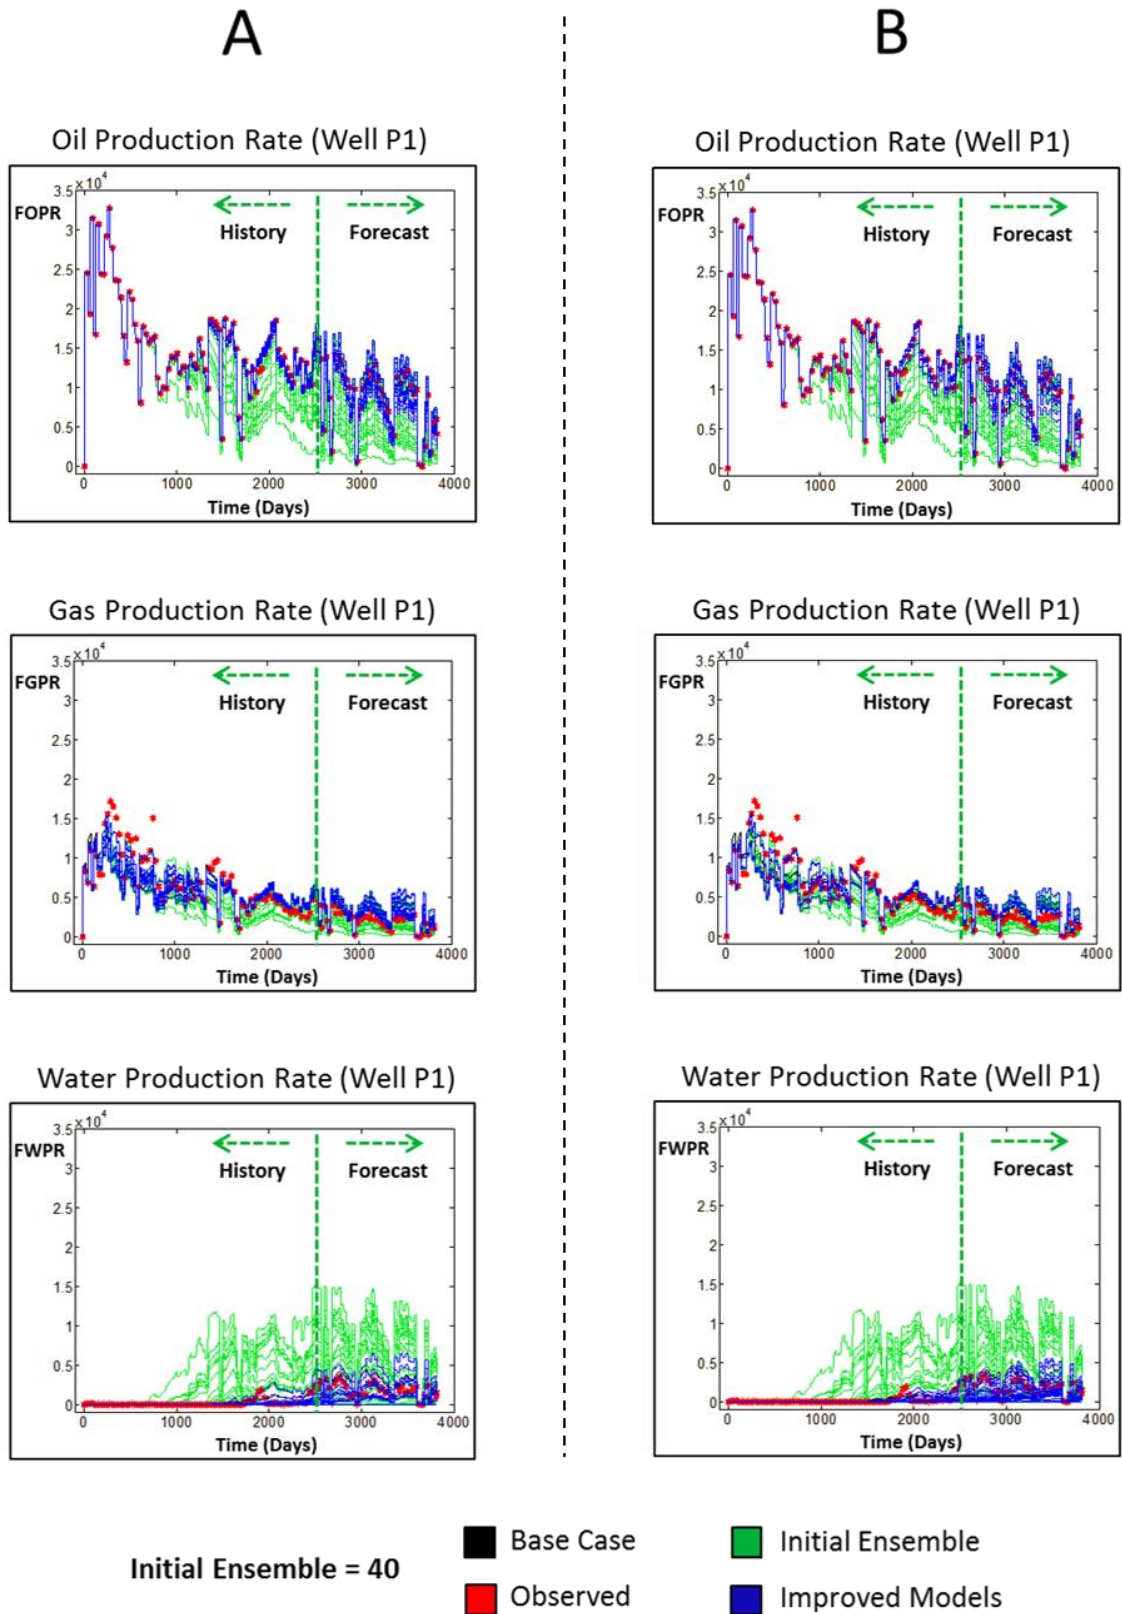 A
B
Oil Production Rate (Well P1)
×10^4
3.5
FOPR
3
2.5
2
1.5
1
0.5
0
History
Forecast
0 1000 2000 3000 4000
Time (Days)
Oil Production Rate (Well P1)
×10^4
3.5
FOPR
3
2.5
2
1.5
1
0.5
0
History
Forecast
0 1000 2000 3000 4000
Time (Days)
Gas Production Rate (Well P1)
×10^4
3.5
FGPR
3
2.5
2
1.5
1
0.5
0
History
Forecast
0 1000 2000 3000 4000
Time (Days)
Gas Production Rate (Well P1)
×10^4
3.5
FGPR
3
2.5
2
1.5
1
0.5
0
History
Forecast
0 1000 2000 3000 4000
Time (Days)
Water Production Rate (Well P1)
×10^4
3.5
FWPR
3
2.5
2
1.5
1
0.5
0
History
Forecast
0 1000 2000 3000 4000
Time (Days)
Water Production Rate (Well P1)
×10^4
3.5
FWPR
3
2.5
2
1.5
1
0.5
0
History
Forecast
0 1000 2000 3000 4000
Time (Days)
Initial Ensemble = 40
Base Case
Initial Ensemble
Observed
Improved Models